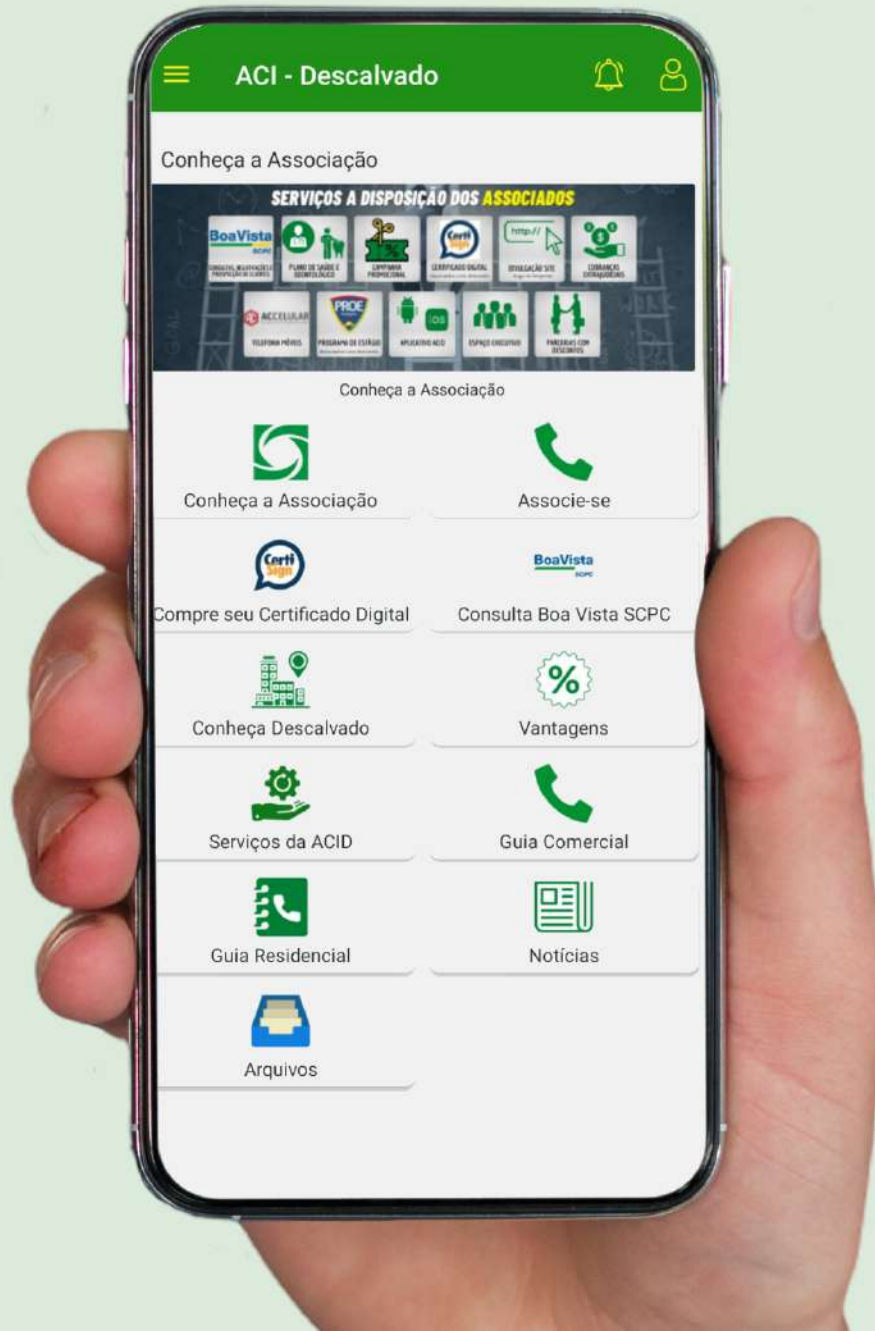 ACI - Descalvado
Conheça a Associação
SERVIÇOS A DISPOSIÇÃO DOS ASSOCIADOS
BoaVista
SCPC
PLANO DE SAÚDE E
ODONTOLÓGICO
CAMPANHA
PROMOCIONAL
Certi
Sign
CERTIFICADO DIGITAL
http://
DIVULGAÇÃO SITE
COBRANÇAS
EXTRAJUDICIAIS
ACCELULAR
TELEFONIA MÓVEIS
PROE
PROGRAMA DE ESTÁGIO
iOS
APLICATIVO ACID
ESPAÇO EXECUTIVO
PARCERIAS COM
DESCONTOS
Conheça a Associação
Conheça a Associação
Associe-se
Certi
Sign
BoaVista
SCPC
Compre seu Certificado Digital
Consulta Boa Vista SCPC
Conheça Descalvado
%
Vantagens
Serviços da ACID
Guia Comercial
Guia Residencial
Notícias
Arquivos